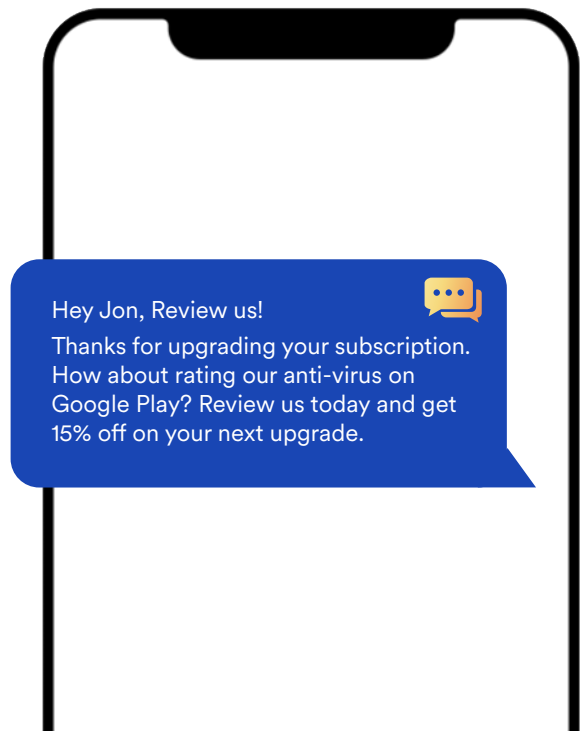 Hey Jon, Review us!
Thanks for upgrading your subscription.
How about rating our anti-virus on
Google Play? Review us today and get
15% off on your next upgrade.